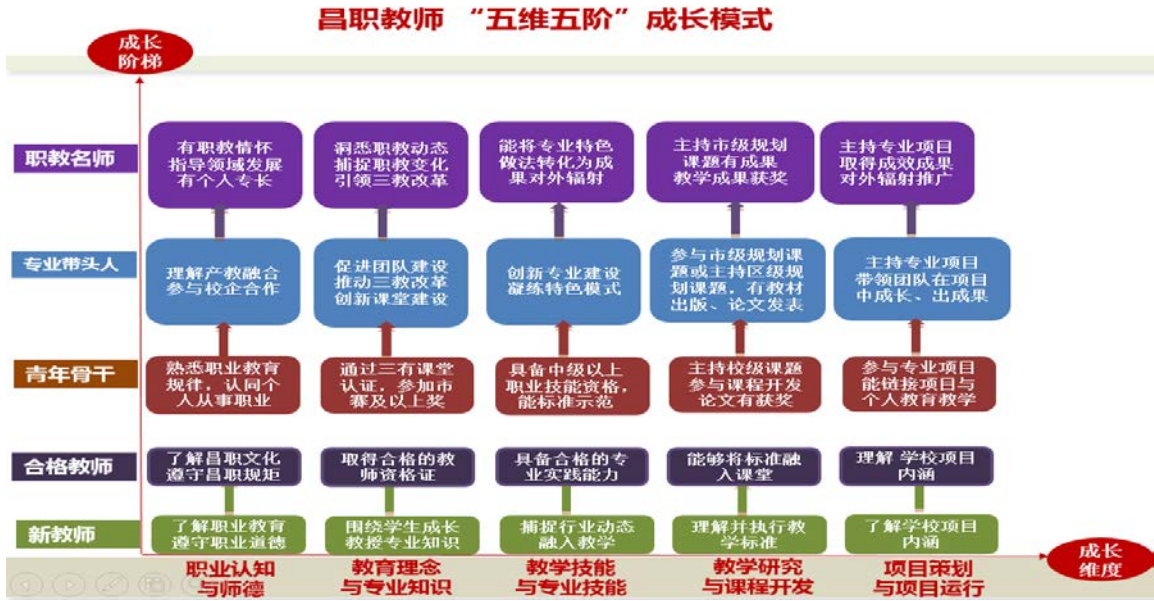 昌职教师 “五维五阶”成长模式
成长
阶梯
职教名师
有职教情怀
指导领域发展
有个人专长
洞悉职教动态
捕捉职教变化
引领三教改革
能将专业特色
做法转化为成
果对外辐射
主持市级规划
课题有成果
教学成果获奖
主持专业项目
取得成效成果
对外辐射推广
专业带头人
理解产教融合
参与校企合作
促进团队建设
推动三教改革
创新课堂建设
创新专业建设
凝练特色模式
参与市级规划课
题或主持区级规
划课题，有教材
出版、论文发表
主持专业项目
带领团队在项目
中成长、出成果
青年骨干
熟悉职业教育
规律，认同个
人从事职业
通过三有课堂
认证，参加市
赛及以上奖
具备中级以上
职业技能资格，
能标准示范
主持校级课题
参与课程开发
论文有获奖
参与专业项目
能链接项目与
个人教育教学
合格教师
了解昌职文化
遵守昌职规矩
取得合格的教
师资格证
具备合格的专
业实践能力
能够将标准融
入课堂
理解 学校项目
内涵
新教师
了解职业教育
遵守职业道德
围绕学生成长
教授专业知识
捕捉行业动态
融入教学
理解并执行教
学标准
了解学校项目
内涵
职业认知
与师德
教育理念
与专业知识
教学技能
与专业技能
教学研究
与课程开发
项目策划
与项目运行
成长
维度